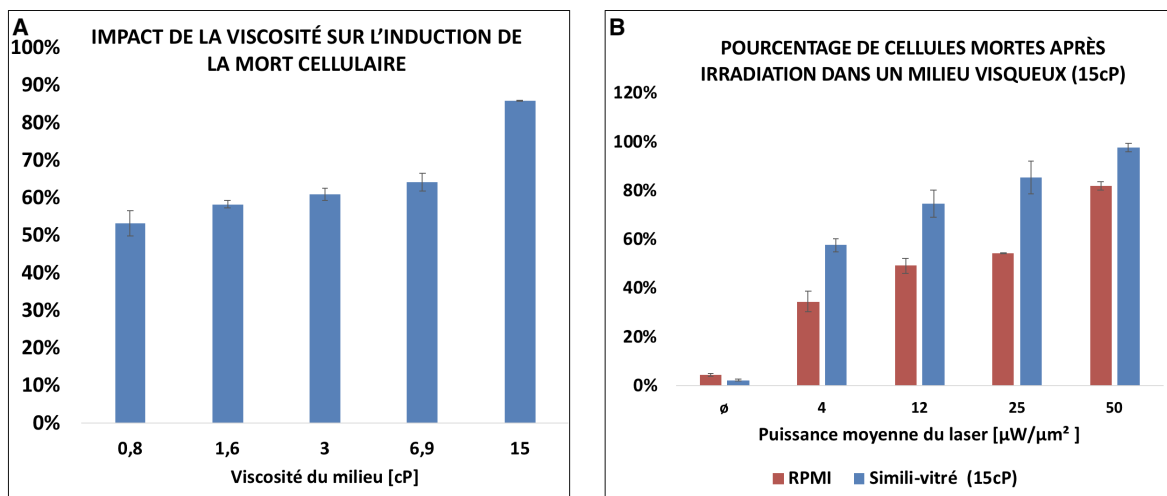 A
IMPACT DE LA VISCOSITÉ SUR L’INDUCTION DE
LA MORT CELLULAIRE
100%
90%
80%
70%
60%
50%
40%
30%
20%
10%
0%
0,8 1,6 3 6,9 15
Viscosité du milieu [cP]
B
POURCENTAGE DE CELLULES MORTES APRÈS
IRRADIATION DANS UN MILIEU VISQUEUX (15cP)
120%
100%
80%
60%
40%
20%
0%
ø 4 12 25 50
Puissance moyenne du laser [µW/µm² ]
RPMI Simili-vitré (15cP)